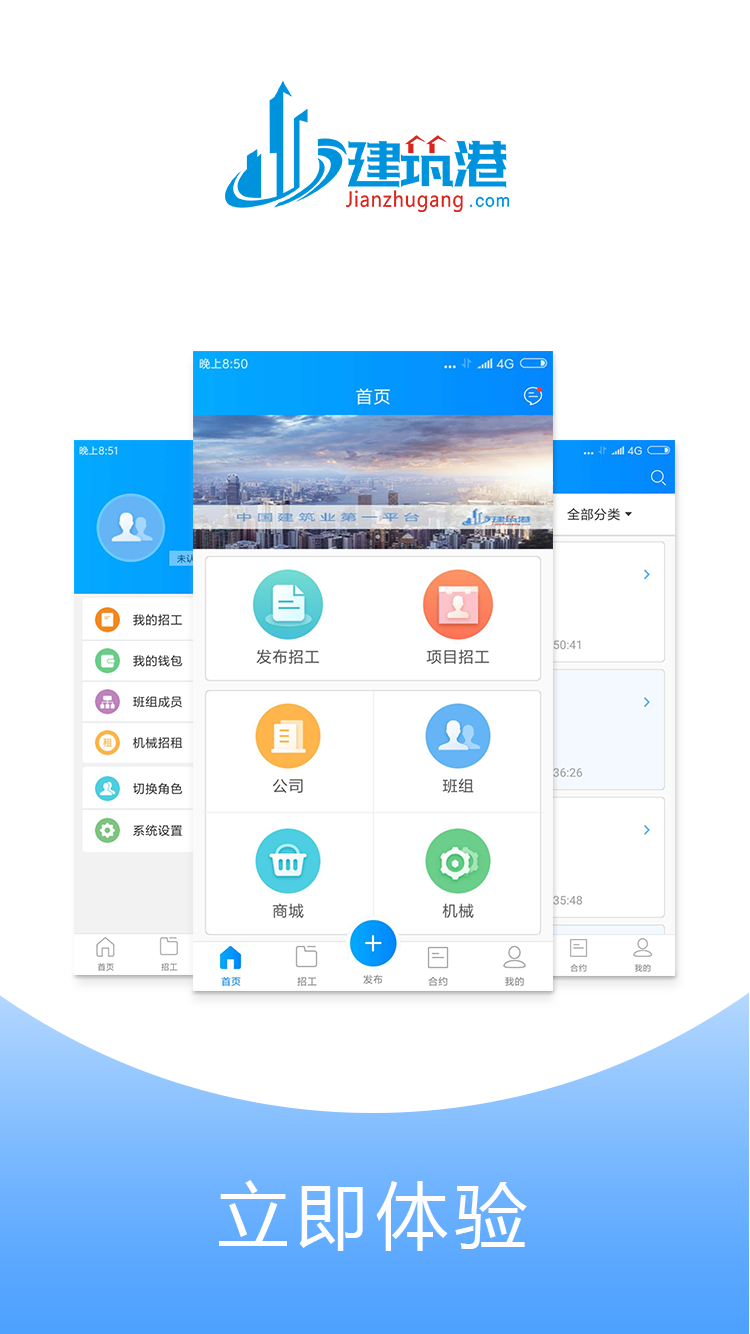 建筑港
Jianzhugang.com
晚上8:50
4G
首页
中国建筑业第一平台
建筑港
发布招工
项目招工
公司
班组
商城
机械
首页
招工
发布
合约
我的
晚上8:51
未认
我的招工
我的钱包
班组成员
机械招租
租
切换角色
系统设置
首页
招工
4G
全部分类
50:41
36:26
35:48
合约
我的
立即体验